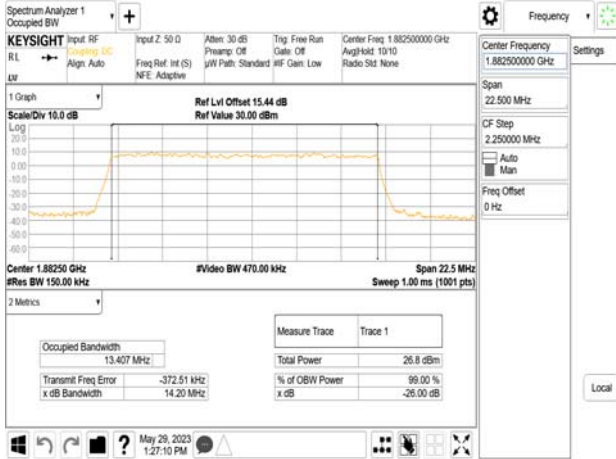 Spectrum Analyzer 1
Occupied BW
Frequency
KEYSIGHT
RL
Input: RF
Coupling: DC
Align: Auto
Input Z: 50 Ω
Freq Ref: Int (S)
NFE: Adaptive
Atten: 30 dB
Preamp: Off
µW Path: Standard
Trig: Free Run
Gate: Off
#IF Gain: Low
Center Freq: 1.882500000 GHz
Avg|Hold: 10/10
Radio Std: None
1 Graph
Scale/Div 10.0 dB
Ref Lvl Offset 15.44 dB
Ref Value 30.00 dBm
Log
20.0
10.0
0.00
-10.0
-20.0
-30.0
-40.0
-50.0
-60.0
Center 1.88250 GHz
#Res BW 150.00 kHz
#Video BW 470.00 kHz
Span 22.5 MHz
Sweep 1.00 ms (1001 pts)
2 Metrics
Measure Trace
Trace 1
Occupied Bandwidth
13.407 MHz
Total Power
26.8 dBm
Transmit Freq Error
-372.51 kHz
% of OBW Power
99.00 %
x dB Bandwidth
14.20 MHz
x dB
-26.00 dB
May 29, 2023
1:27:10 PM
Center Frequency
1.882500000 GHz
Settings
Span
22.500 MHz
CF Step
2.250000 MHz
Auto
Man
Freq Offset
0 Hz
Local